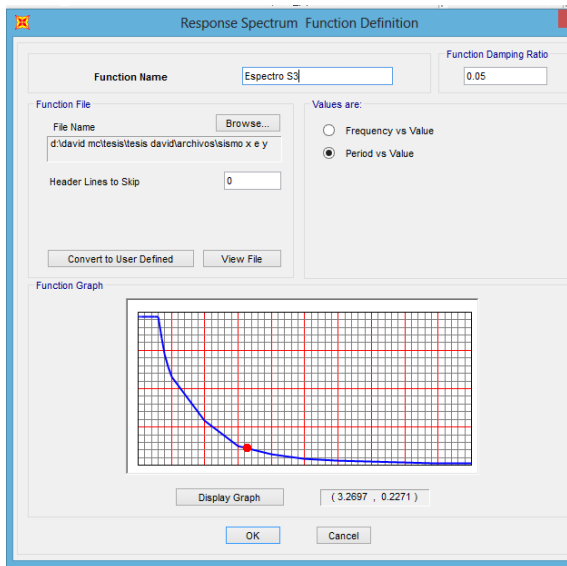 Response Spectrum Function Definition
Function Damping Ratio
Function Name
Espectro S3
0.05
Function File
Values are:
File Name
Browse...
Frequency vs Value
d:\david mc\tesis\tesis david\archivos\sismo x e y
Period vs Value
Header Lines to Skip
0
Convert to User Defined
View File
Function Graph
Display Graph
( 3.2697 , 0.2271 )
OK
Cancel